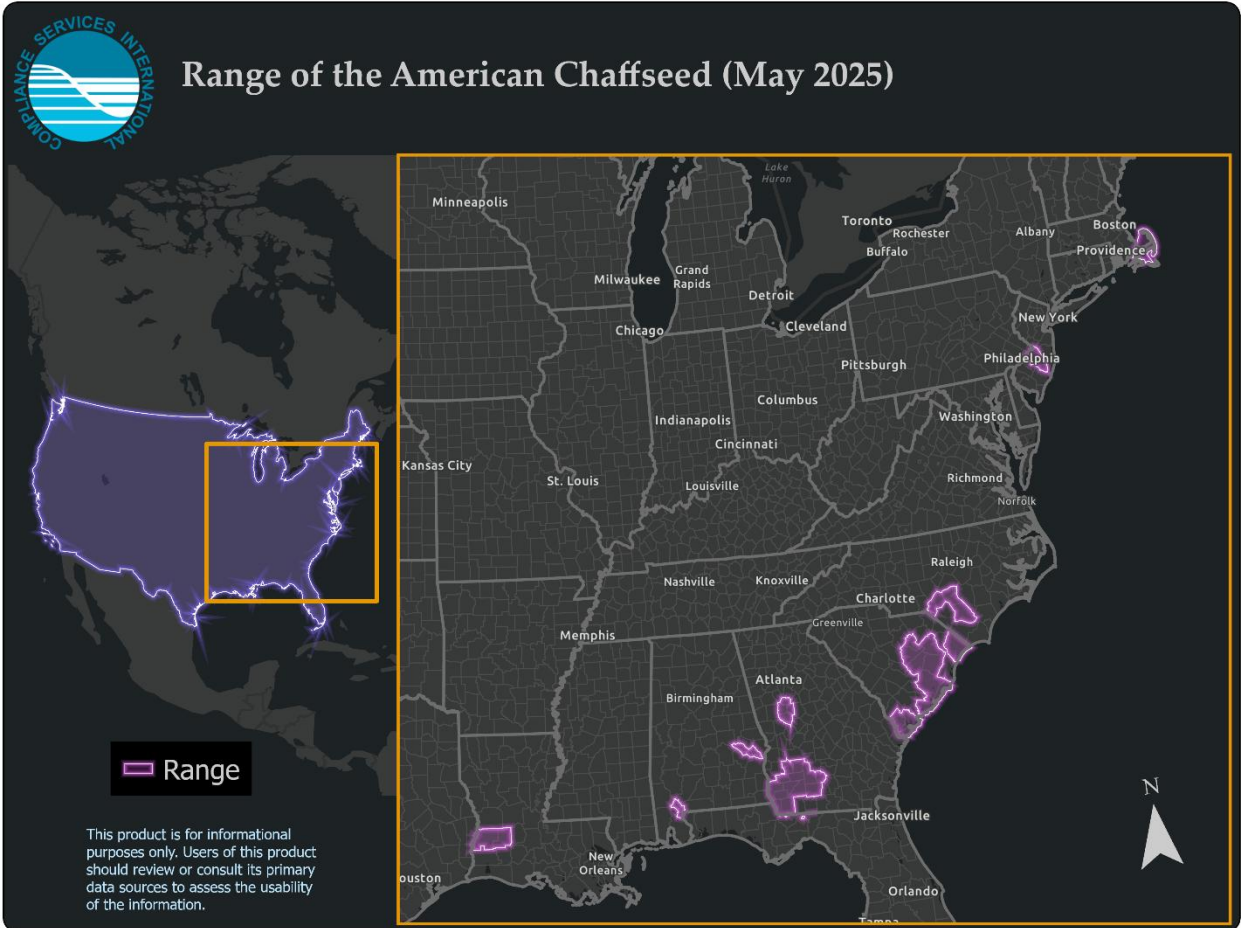 COMPLIANCE SERVICES INTERNATIONAL
Range of the American Chaffseed (May 2025)
Lake
Huron
Minneapolis
Toronto
Rochester
Buffalo
Albany
Boston
Providence
Milwaukee
Grand
Rapids
Detroit
Chicago
Cleveland
New York
Pittsburgh
Philadelphia
Columbus
Indianapolis
Washington
Cincinnati
Kansas City
St. Louis
Louisville
Richmond
Norfolk
Raleigh
Nashville
Knoxville
Charlotte
Greenville
Memphis
Atlanta
Birmingham
Jacksonville
New
Orleans
ouston
Orlando
Tampa
N
Range
This product is for informational
purposes only. Users of this product
should review or consult its primary
data sources to assess the usability
of the information.